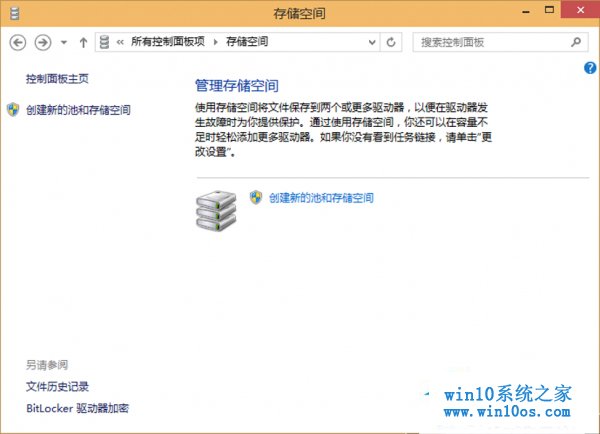 存储空间
所有控制面板项 存储空间
搜索控制面板
控制面板主页
创建新的池和存储空间
管理存储空间
使用存储空间将文件保存到两个或更多驱动器，以便在驱动器发
生故障时为你提供保护。通过使用存储空间，你还可以在容量不
足时轻松添加更多驱动器。如果你没有看到任务链接，请单击“更
改设置”。
创建新的池和存储空间
另请参阅
文件历史记录
BitLocker 驱动器加密
win10系统之家
www.win10os.com